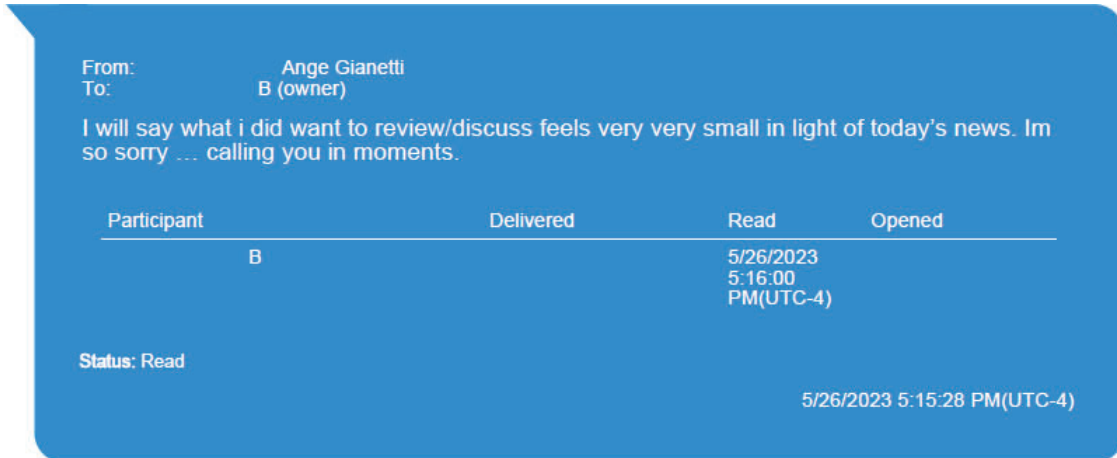 From: Ange Gianetti
To: B (owner)
I will say what i did want to review/discuss feels very very small in light of today's news. Im
so sorry … calling you in moments.
Participant Delivered Read Opened
B 5/26/2023
5:16:00
PM(UTC-4)
Status: Read
5/26/2023 5:15:28 PM(UTC-4)